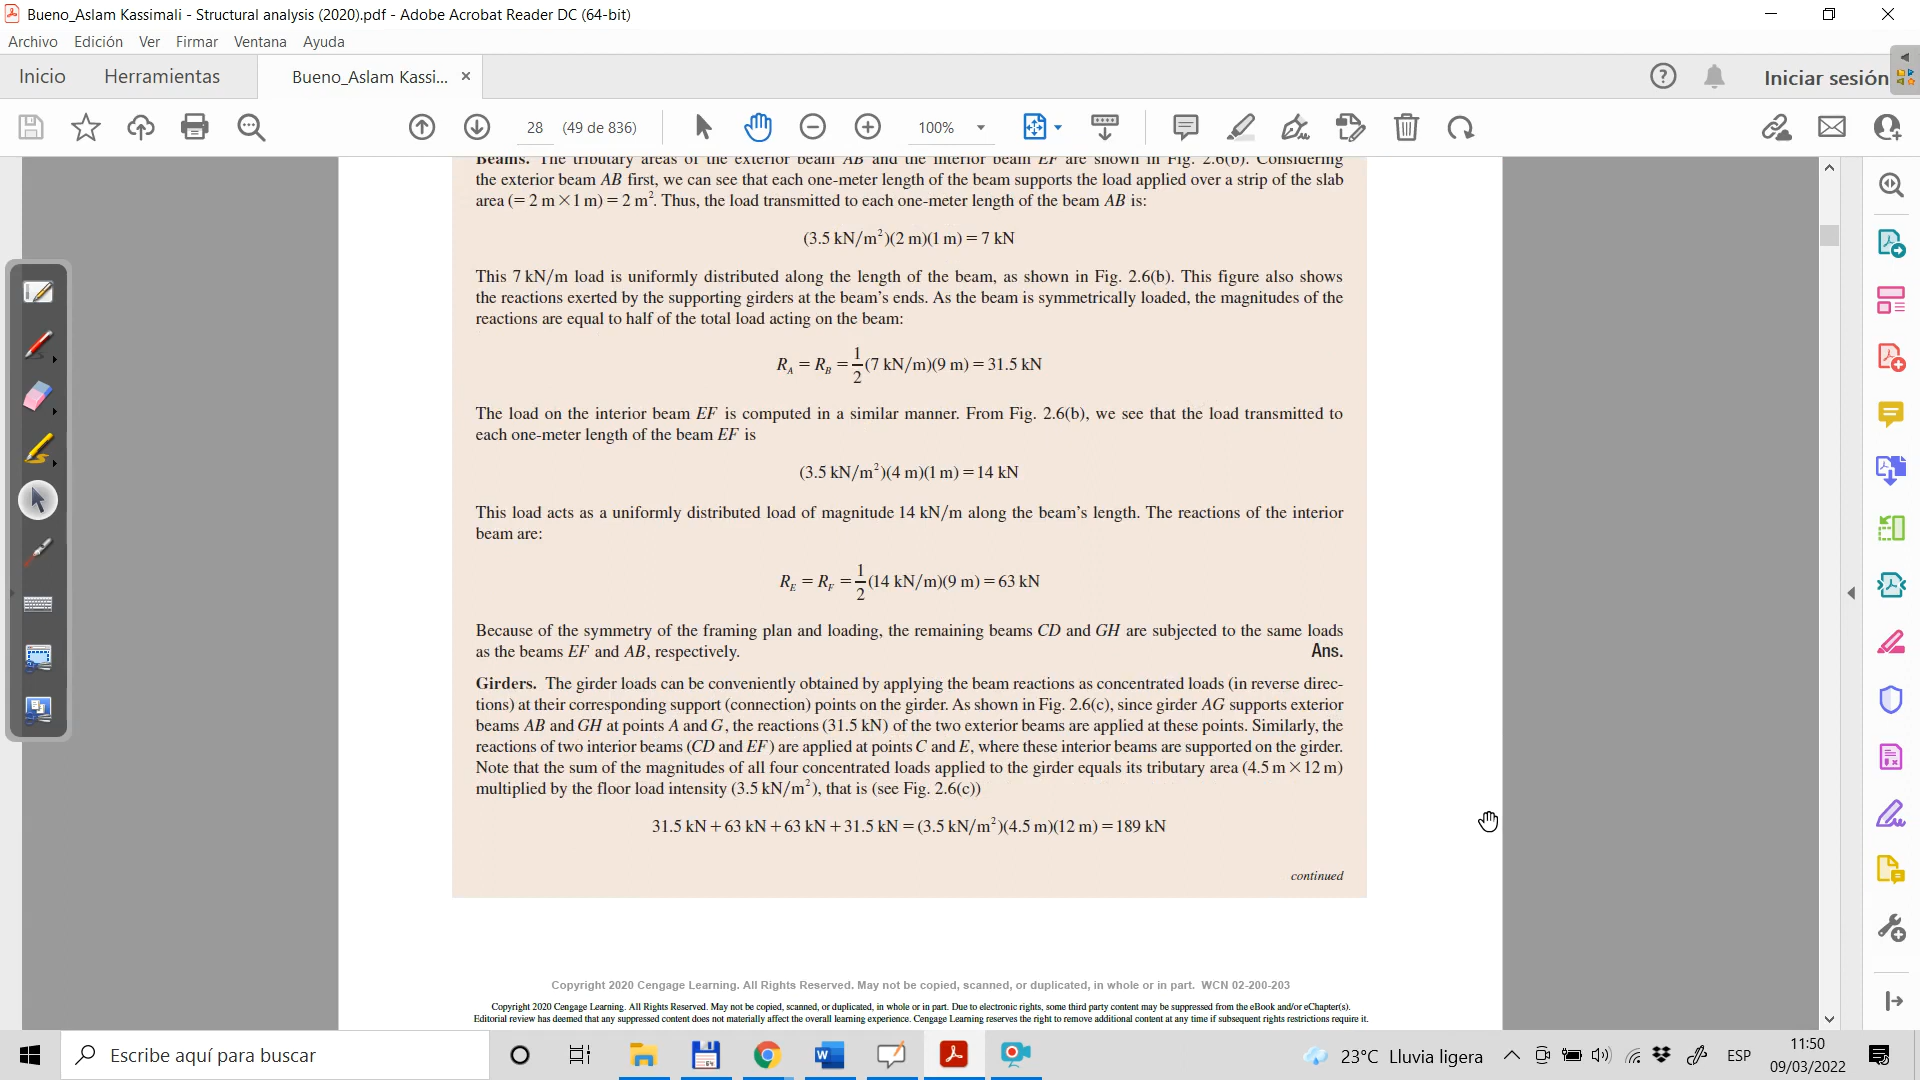 Bueno_Aslam Kassimali - Structural analysis (2020).pdf - Adobe Acrobat Reader DC (64-bit)
Archivo Edición Ver Firmar Ventana Ayuda
Inicio Herramientas Bueno_Aslam Kassi... × Iniciar sesión
28 (49 de 836) 100%
Beams. The tributary areas of the exterior beam AB and the interior beam EF are shown in Fig. 2.6(b). Considering
the exterior beam AB first, we can see that each one-meter length of the beam supports the load applied over a strip of the slab
area (= 2 m × 1 m) = 2 m². Thus, the load transmitted to each one-meter length of the beam AB is:
(3.5 kN/m²)(2 m)(1 m) = 7 kN
This 7 kN/m load is uniformly distributed along the length of the beam, as shown in Fig. 2.6(b). This figure also shows
the reactions exerted by the supporting girders at the beam's ends. As the beam is symmetrically loaded, the magnitudes of the
reactions are equal to half of the total load acting on the beam:
R_A = R_B = 1/2 (7 kN/m)(9 m) = 31.5 kN
The load on the interior beam EF is computed in a similar manner. From Fig. 2.6(b), we see that the load transmitted to
each one-meter length of the beam EF is
(3.5 kN/m²)(4 m)(1 m) = 14 kN
This load acts as a uniformly distributed load of magnitude 14 kN/m along the beam's length. The reactions of the interior
beam are:
R_E = R_F = 1/2 (14 kN/m)(9 m) = 63 kN
Because of the symmetry of the framing plan and loading, the remaining beams CD and GH are subjected to the same loads
as the beams EF and AB, respectively. Ans.
Girders. The girder loads can be conveniently obtained by applying the beam reactions as concentrated loads (in reverse direc-
tions) at their corresponding support (connection) points on the girder. As shown in Fig. 2.6(c), since girder AG supports exterior
beams AB and GH at points A and G, the reactions (31.5 kN) of the two exterior beams are applied at these points. Similarly, the
reactions of two interior beams (CD and EF) are applied at points C and E, where these interior beams are supported on the girder.
Note that the sum of the magnitudes of all four concentrated loads applied to the girder equals its tributary area (4.5 m × 12 m)
multiplied by the floor load intensity (3.5 kN/m²), that is (see Fig. 2.6(c))
31.5 kN + 63 kN + 63 kN + 31.5 kN = (3.5 kN/m²)(4.5 m)(12 m) = 189 kN
continued
Copyright 2020 Cengage Learning. All Rights Reserved. May not be copied, scanned, or duplicated, in whole or in part. WCN 02-200-203
Copyright 2020 Cengage Learning. All Rights Reserved. May not be copied, scanned, or duplicated, in whole or in part. Due to electronic rights, some third party content may be suppressed from the eBook and/or eChapter(s).
Editorial review has deemed that any suppressed content does not materially affect the overall learning experience. Cengage Learning reserves the right to remove additional content at any time if subsequent rights restrictions require it.
Escribe aquí para buscar
23°C Lluvia ligera
ESP
11:50
09/03/2022